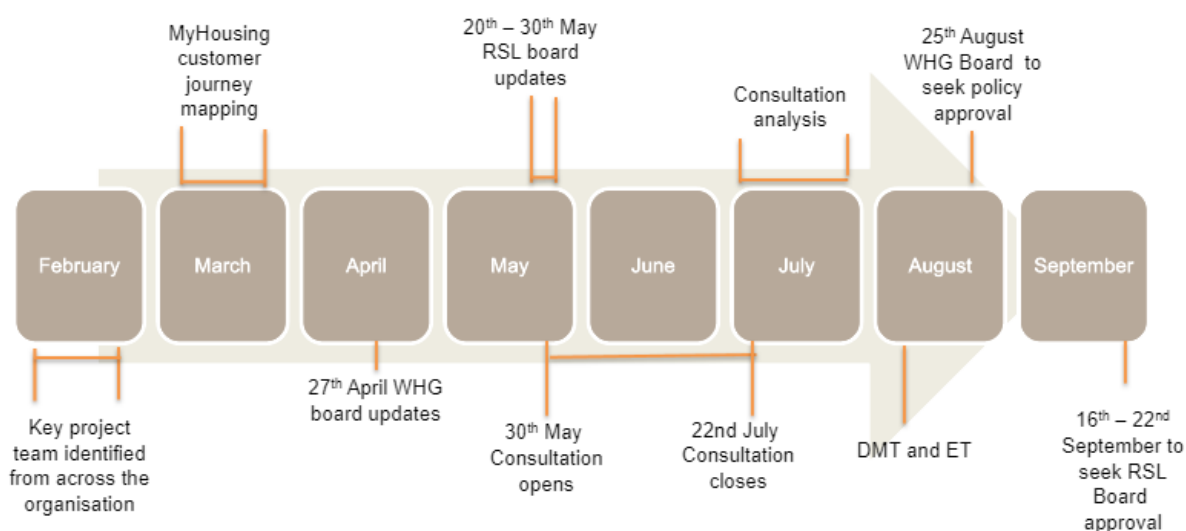 MyHousing
customer
journey
mapping
20th – 30th May
RSL board
updates
Consultation
analysis
25th August
WHG Board to
seek policy
approval
February
March
April
May
June
July
August
September
Key project
team identified
from across the
organisation
27th April WHG
board updates
30th May
Consultation
opens
22nd July
Consultation
closes
DMT and ET
16th – 22nd
September to
seek RSL
Board
approval